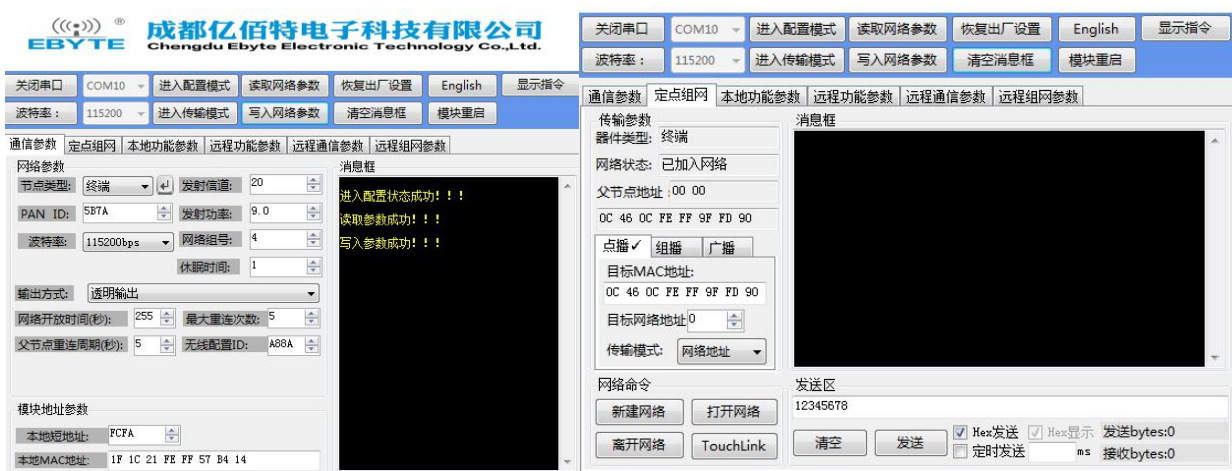 ((•)) ®
EBYTE
成都亿佰特电子科技有限公司
Chengdu Ebyte Electronic Technology Co.,Ltd.
关闭串口 COM10 进入配置模式 读取网络参数 恢复出厂设置 English 显示指令
波特率： 115200 进入传输模式 写入网络参数 清空消息框 模块重启
通信参数 定点组网 本地功能参数 远程功能参数 远程通信参数 远程组网参数
网络参数
节点类型: 终端 发射信道: 20
PAN ID: 5B7A 发射功率: 9.0
波特率: 115200bps 网络组号: 4
休眠时间: 1
输出方式: 透明输出
网络开放时间(秒): 255 最大重连次数: 5
父节点重连周期(秒): 5 无线配置ID: A88A
模块地址参数
本地短地址: FCFA
本地MAC地址: 1F 1C 21 FE FF 57 B4 14
消息框
进入配置状态成功！！！
读取参数成功！！！
写入参数成功！！！
关闭串口 COM10 进入配置模式 读取网络参数 恢复出厂设置 English 显示指令
波特率： 115200 进入传输模式 写入网络参数 清空消息框 模块重启
通信参数 定点组网 本地功能参数 远程功能参数 远程通信参数 远程组网参数
传输参数
器件类型: 终端
网络状态: 已加入网络
父节点地址:00 00
0C 46 0C FE FF 9F FD 90
点播✓ 组播 广播
目标MAC地址:
0C 46 0C FE FF 9F FD 90
目标网络地址 0
传输模式: 网络地址
网络命令
新建网络 打开网络
离开网络 TouchLink
消息框
发送区
12345678
清空 发送 Hex发送 Hex显示 发送bytes:0
定时发送 ms 接收bytes:0